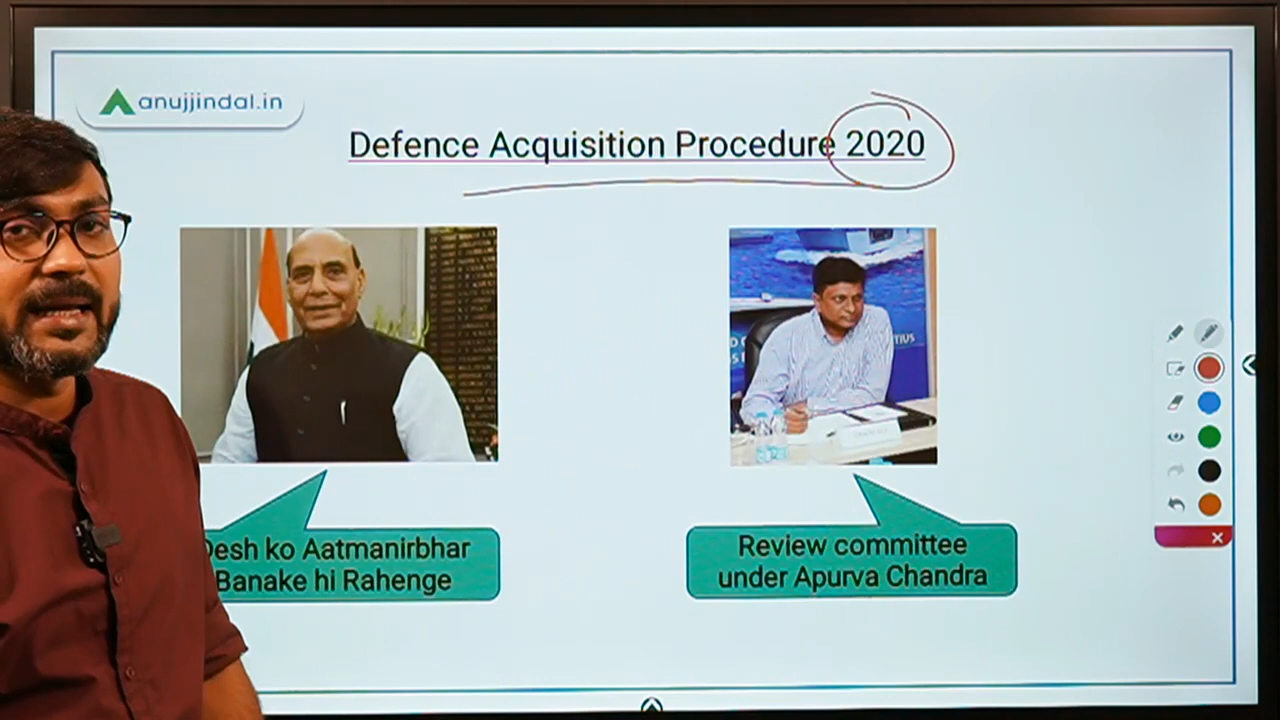 anujjindal.in
Defence Acquisition Procedure 2020
Desh ko Aatmanirbhar
Banake hi Rahenge
Review committee
under Apurva Chandra